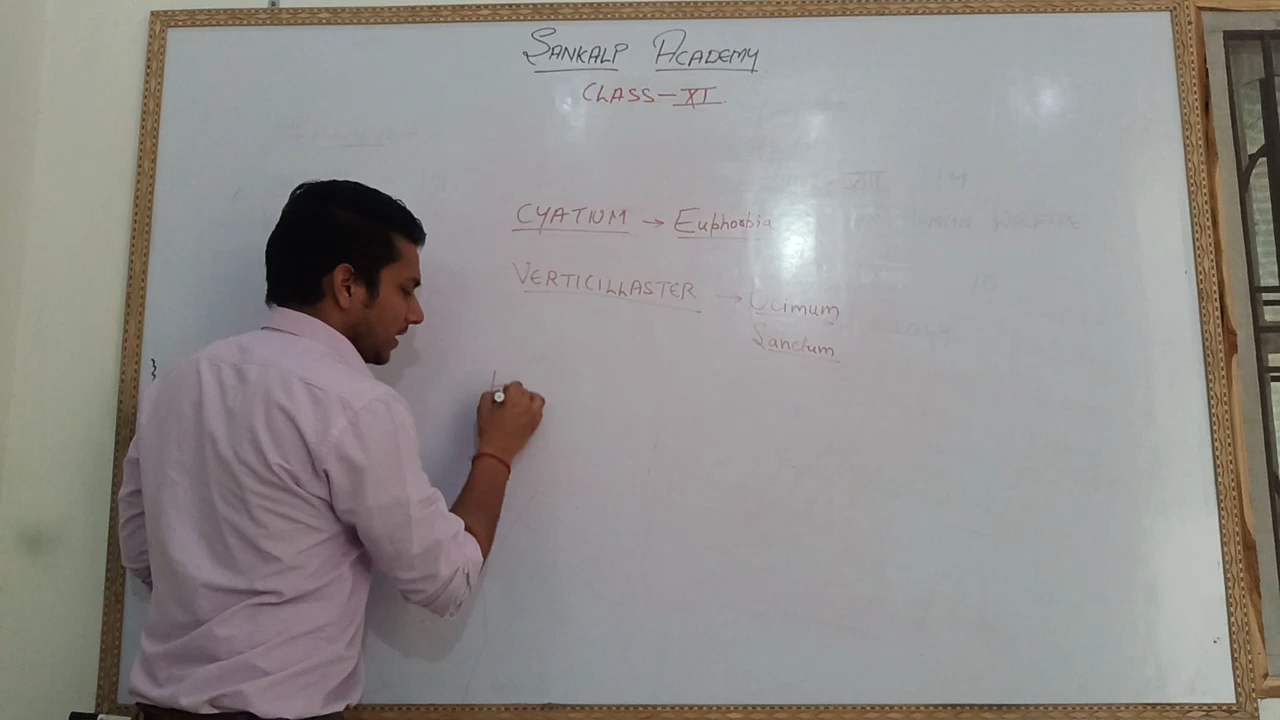 SANKALP ACADEMY
CLASS-XI.
CYATIUM → Euphorbia
VERTICILLASTER → Ocimum
Sanctum